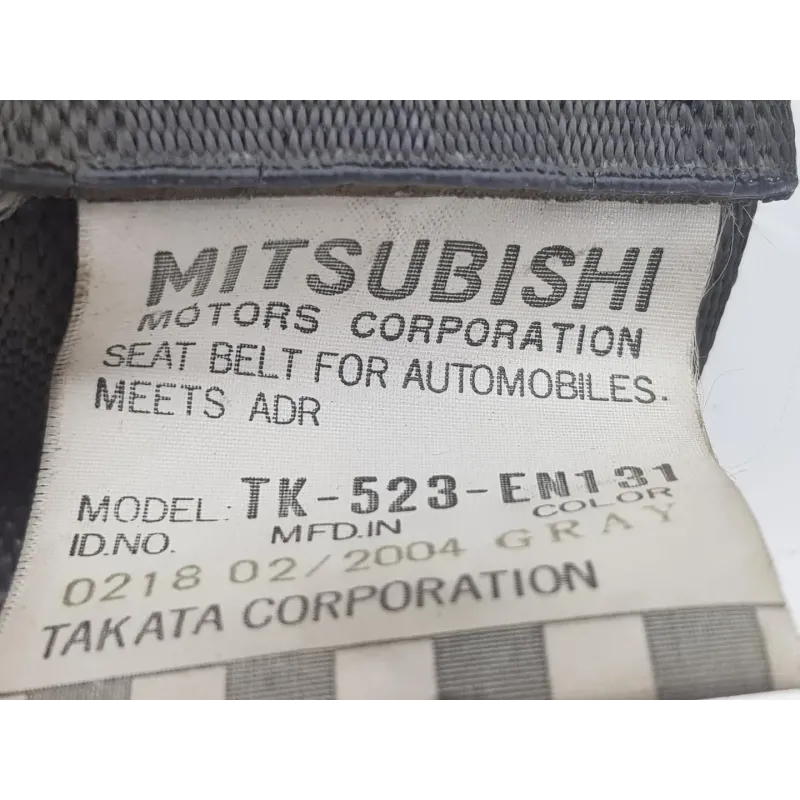 MITSUBISHI
MOTORS CORPORATION
SEAT BELT FOR AUTOMOBILES.
MEETS ADR
MODEL: TK-523-EN131
ID.NO. MFD.IN COLOR
0218 02/2004 GRAY
TAKATA CORPORATION